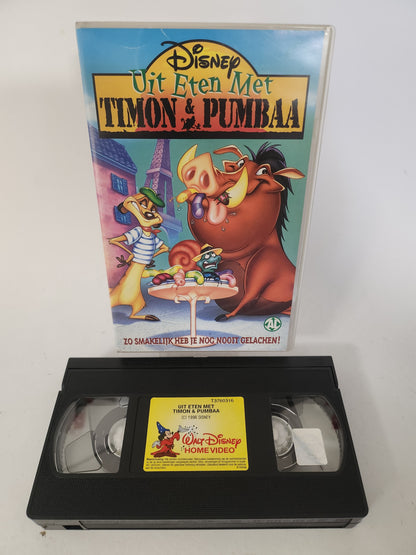 Disney
Uit Eten Met
TIMON & PUMBAA
ZO SMAKELIJK HEB JE NOG NOOIT GELACHEN!
AL
T3760316
UIT ETEN MET
TIMON & PUMBAA
(C) 1996 DISNEY
Walt Disney
HOME VIDEO